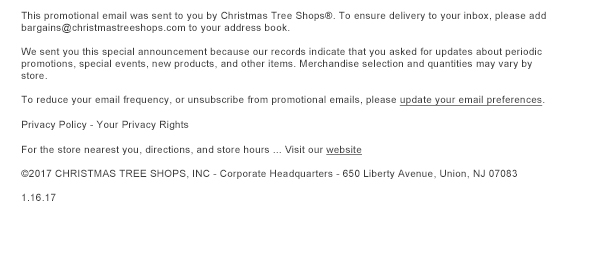 This promotional email was sent to you by Christmas Tree Shops®. To ensure delivery to your inbox, please add
bargains@christmastreeshops.com to your address book.
We sent you this special announcement because our records indicate that you asked for updates about periodic
promotions, special events, new products, and other items. Merchandise selection and quantities may vary by
store.
To reduce your email frequency, or unsubscribe from promotional emails, please update your email preferences.
Privacy Policy - Your Privacy Rights
For the store nearest you, directions, and store hours ... Visit our website
©2017 CHRISTMAS TREE SHOPS, INC - Corporate Headquarters - 650 Liberty Avenue, Union, NJ 07083
1.16.17